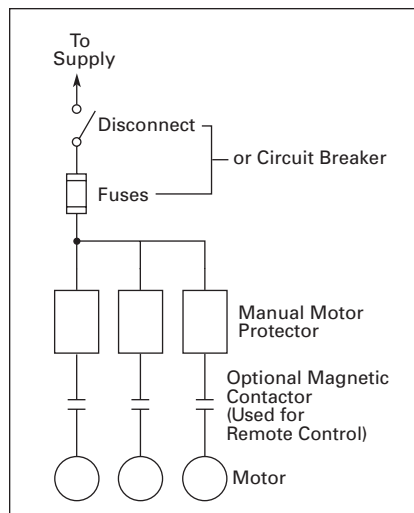 To
Supply
Disconnect
or Circuit Breaker
Fuses
Manual Motor
Protector
Optional Magnetic
Contactor
(Used for
Remote Control)
Motor